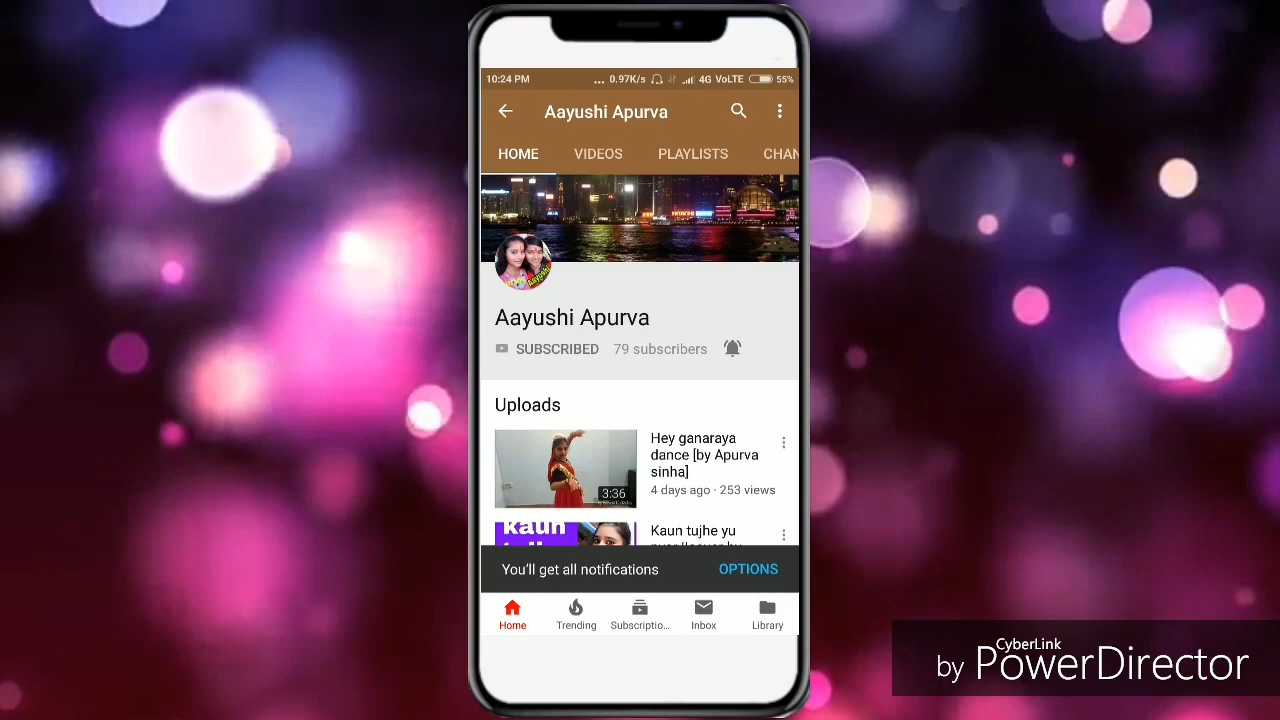 10:24 PM ... 0.97K/s 4G VoLTE 55%
Aayushi Apurva
HOME VIDEOS PLAYLISTS CHAN
HITACHI
Aayushi
Aayushi Apurva
SUBSCRIBED 79 subscribers
Uploads
Hey ganaraya
dance [by Apurva
sinha]
3:36
4 days ago · 253 views
kaun
Kaun tujhe yu
You'll get all notifications OPTIONS
Home Trending Subscriptio... Inbox Library
CyberLink
by PowerDirector